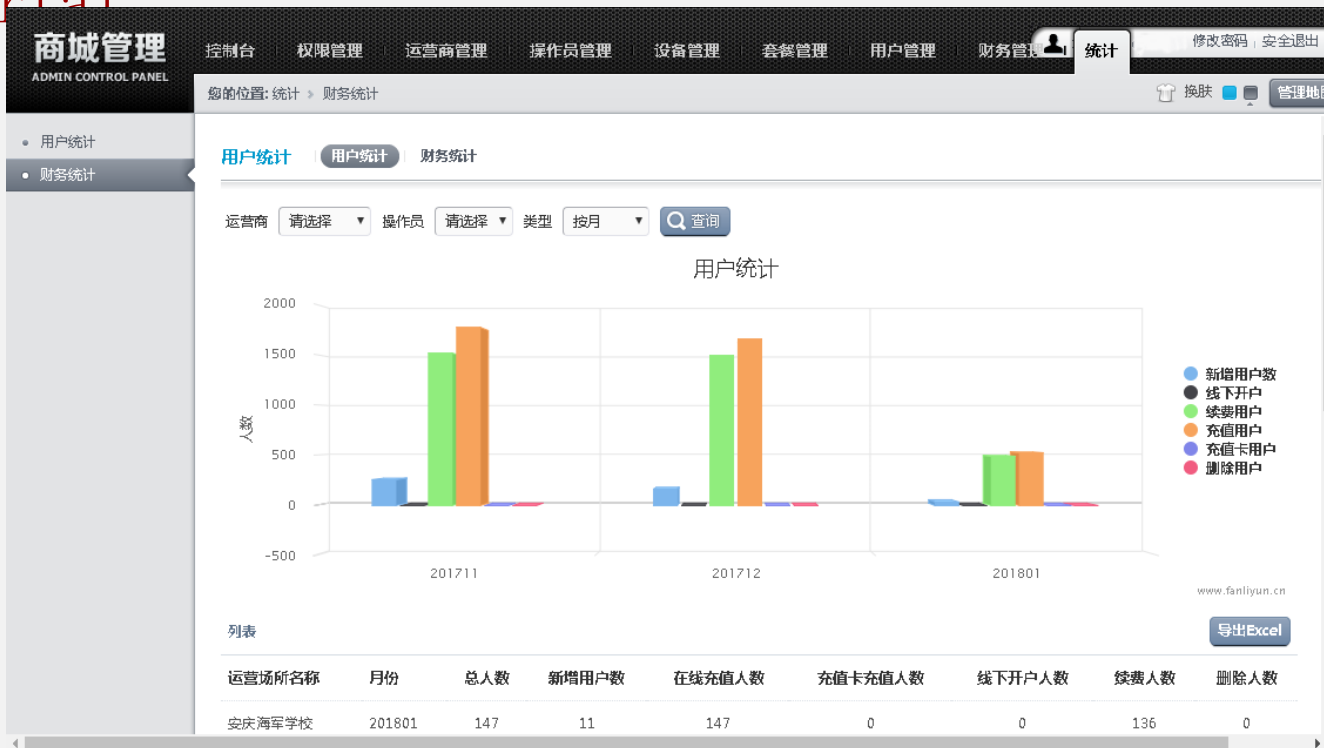 商城管理
ADMIN CONTROL PANEL
控制台 权限管理 运营商管理 操作员管理 设备管理 套餐管理 用户管理 财务管 统计 修改密码 安全退出
您的位置: 统计 > 财务统计 换肤 管理地
用户统计
财务统计
用户统计 用户统计 财务统计
运营商 请选择 操作员 请选择 类型 按月 查询
用户统计
2000
1500
1000
500
0
-500
人数
201711 201712 201801
新增用户数
线下开户
续费用户
充值用户
充值卡用户
删除用户
www.fanliyun.cn
列表 导出Excel
运营场所名称 月份 总人数 新增用户数 在线充值人数 充值卡充值人数 线下开户人数 续费人数 删除人数
安庆海军学校 201801 147 11 147 0 0 136 0